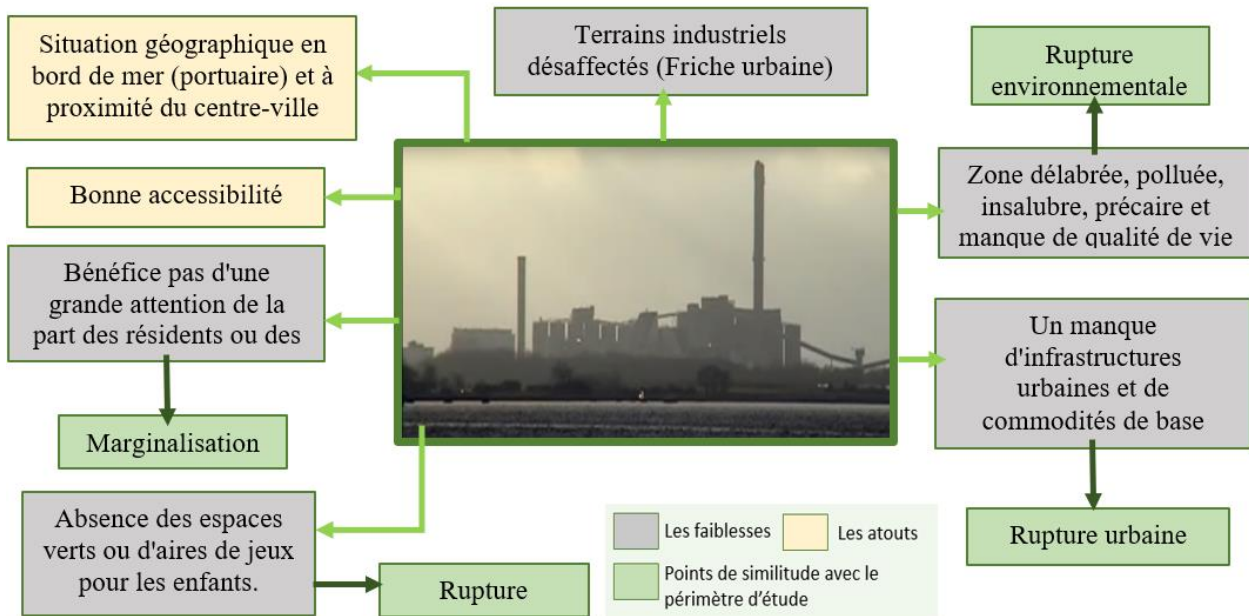 Situation géographique en
bord de mer (portuaire) et à
proximité du centre-ville
Terrains industriels
désaffectés (Friche urbaine)
Rupture
environnementale
Bonne accessibilité
Zone délabrée, polluée,
insalubre, précaire et
manque de qualité de vie
Bénéfice pas d'une
grande attention de la
part des résidents ou des
Un manque
d'infrastructures
urbaines et de
commodités de base
Marginalisation
Absence des espaces
verts ou d'aires de jeux
pour les enfants.
Rupture
Rupture urbaine
Les faiblesses
Les atouts
Points de similitude avec le
périmètre d'étude